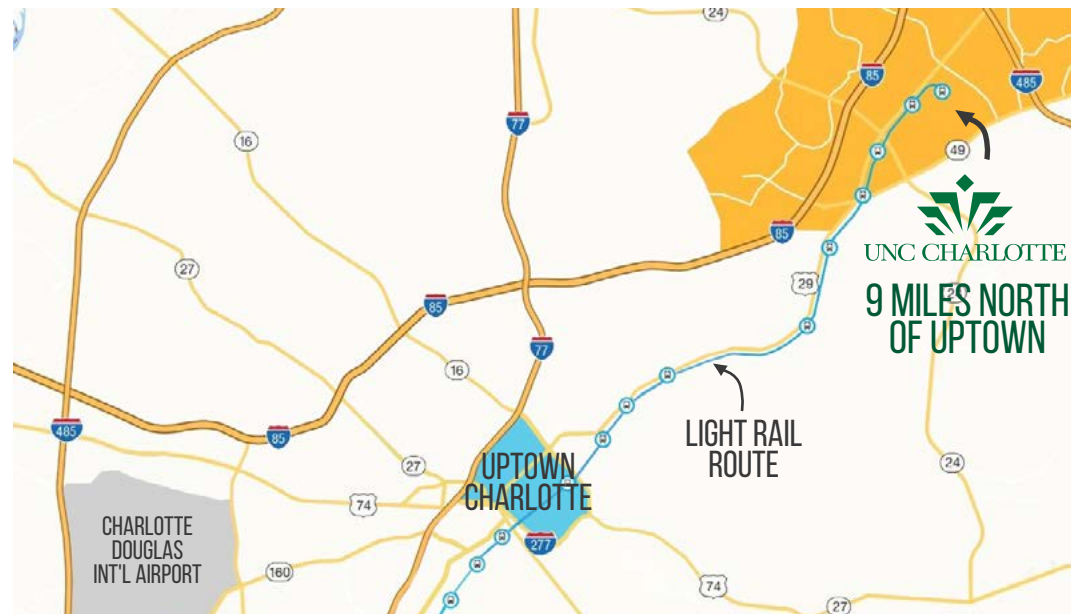 24
85
485
77
16
49
UNC CHARLOTTE
27
85
29
9 MILES NORTH
OF UPTOWN
24
85
77
16
485
85
LIGHT RAIL
ROUTE
27
UPTOWN
CHARLOTTE
74
24
CHARLOTTE
DOUGLAS
INT'L AIRPORT
277
160
74
27